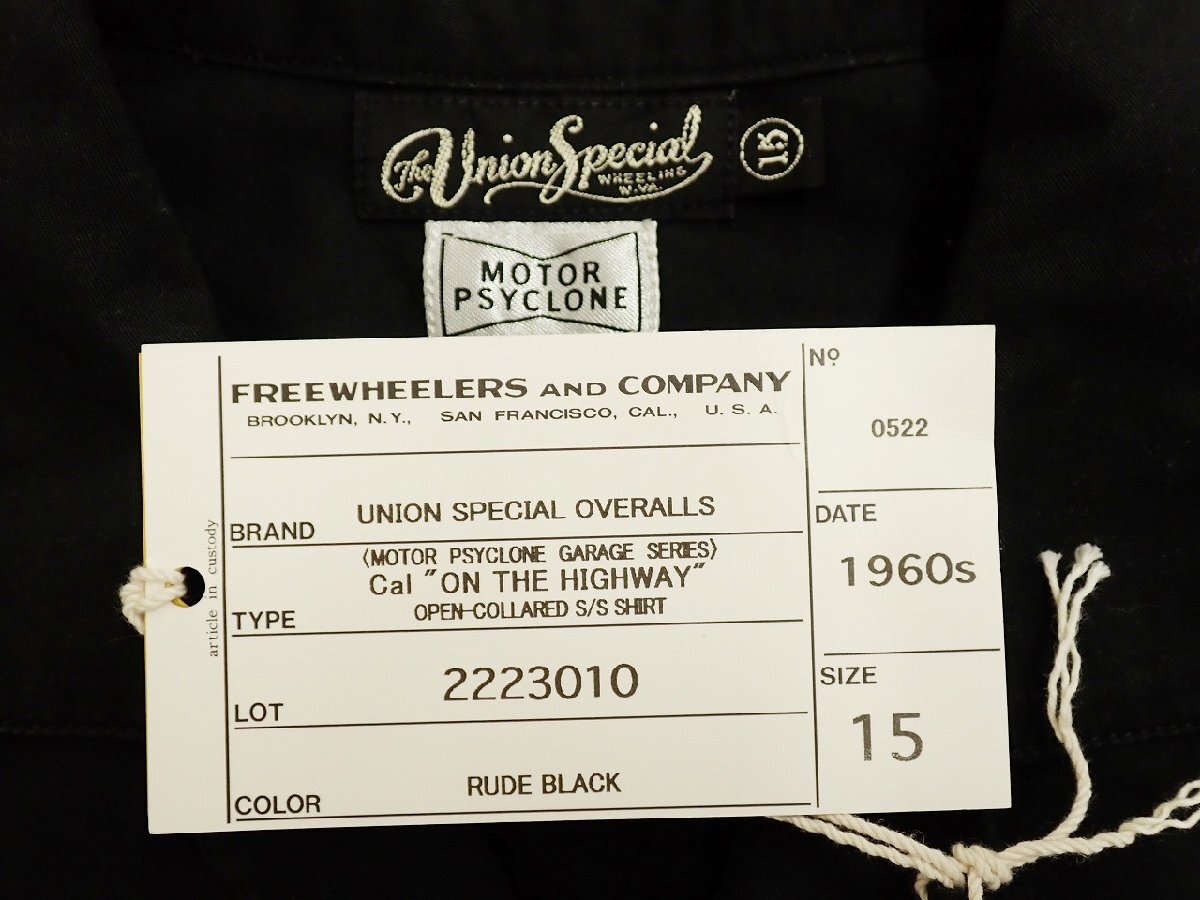 The Union Special
WHEELING
W.VA.
15
MOTOR
PSYCLONE
FREEWHEELERS AND COMPANY
BROOKLYN, N.Y., SAN FRANCISCO, CAL., U.S.A.
BRAND UNION SPECIAL OVERALLS
(MOTOR PSYCLONE GARAGE SERIES)
Cal "ON THE HIGHWAY"
TYPE OPEN-COLLARED S/S SHIRT
LOT 2223010
COLOR RUDE BLACK
article in custody
No
0522
DATE
1960s
SIZE
15